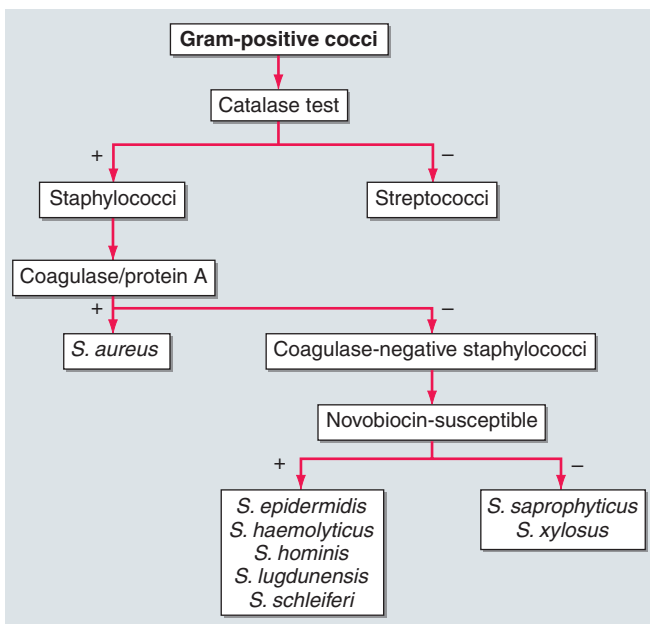 Gram-positive cocci
Catalase test
+ –
Staphylococci Streptococci
Coagulase/protein A
+ –
S. aureus Coagulase-negative staphylococci
Novobiocin-susceptible
+ –
S. epidermidis
S. haemolyticus
S. hominis
S. lugdunensis
S. schleiferi
S. saprophyticus
S. xylosus